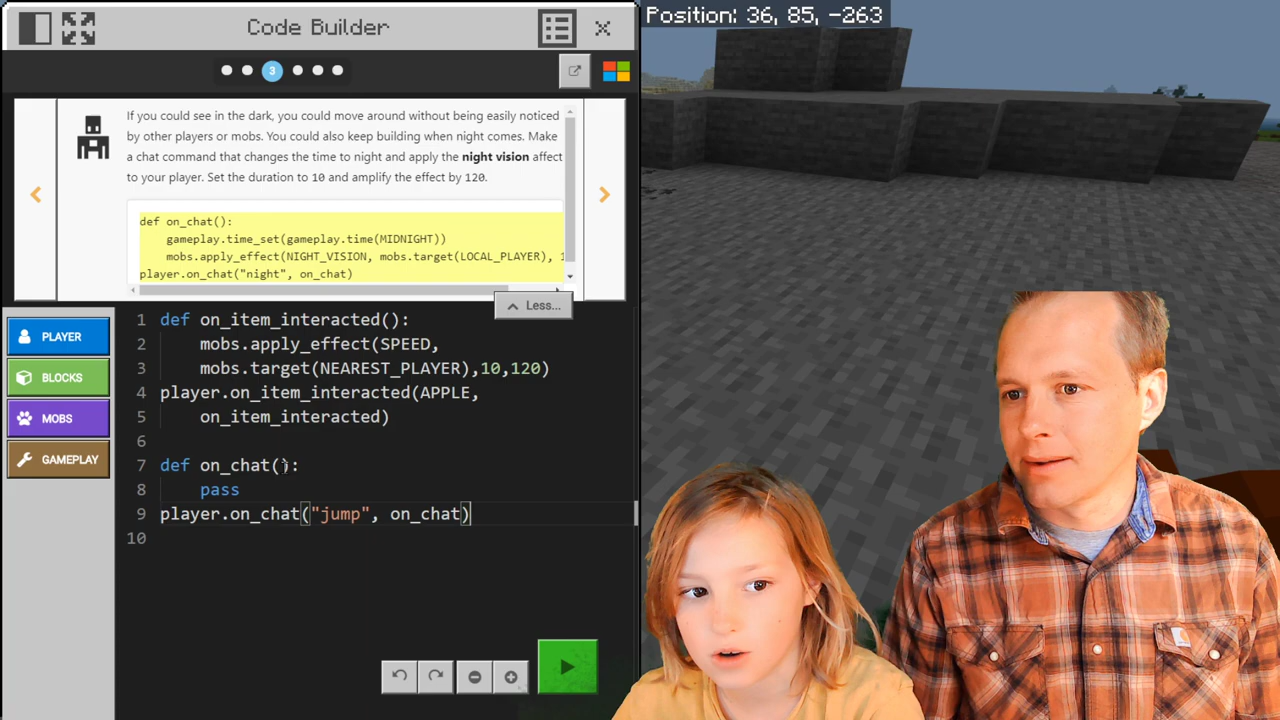 Code Builder
Position: 36, 85, -263
3
If you could see in the dark, you could move around without being easily noticed
by other players or mobs. You could also keep building when night comes. Make
a chat command that changes the time to night and apply the night vision affect
to your player. Set the duration to 10 and amplify the effect by 120.
def on_chat():
gameplay.time_set(gameplay.time(MIDNIGHT))
mobs.apply_effect(NIGHT_VISION, mobs.target(LOCAL_PLAYER), 1
player.on_chat("night", on_chat)
Less...
PLAYER
BLOCKS
MOBS
GAMEPLAY
1 def on_item_interacted():
2 mobs.apply_effect(SPEED,
3 mobs.target(NEAREST_PLAYER),10,120)
4 player.on_item_interacted(APPLE,
5 on_item_interacted)
6
7 def on_chat():
8 pass
9 player.on_chat("jump", on_chat)
10